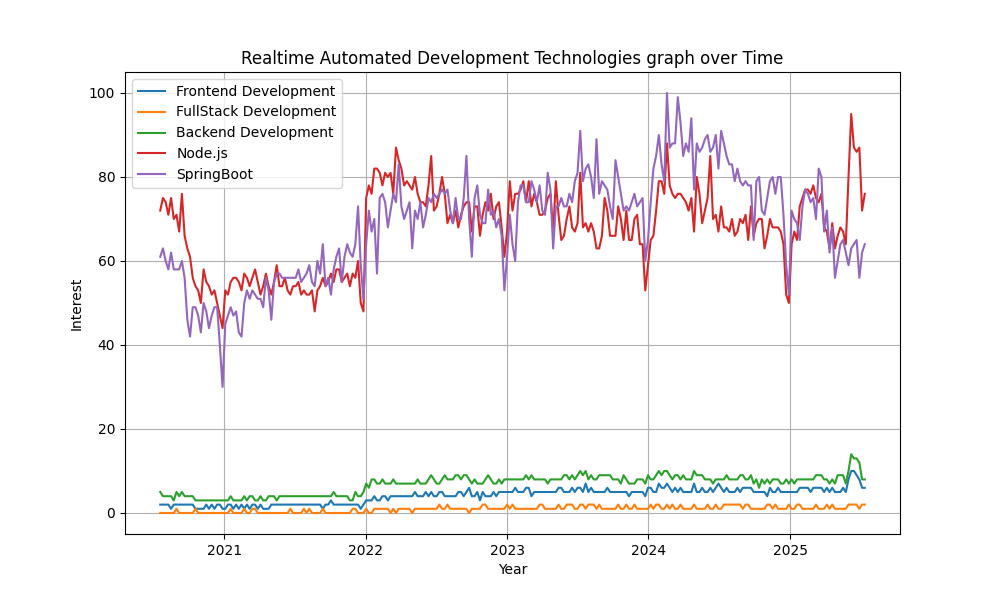 Realtime Automated Development Technologies graph over Time
Frontend Development
FullStack Development
Backend Development
Node.js
SpringBoot
100
80
60
40
20
0
Interest
2021
2022
2023
2024
2025
Year